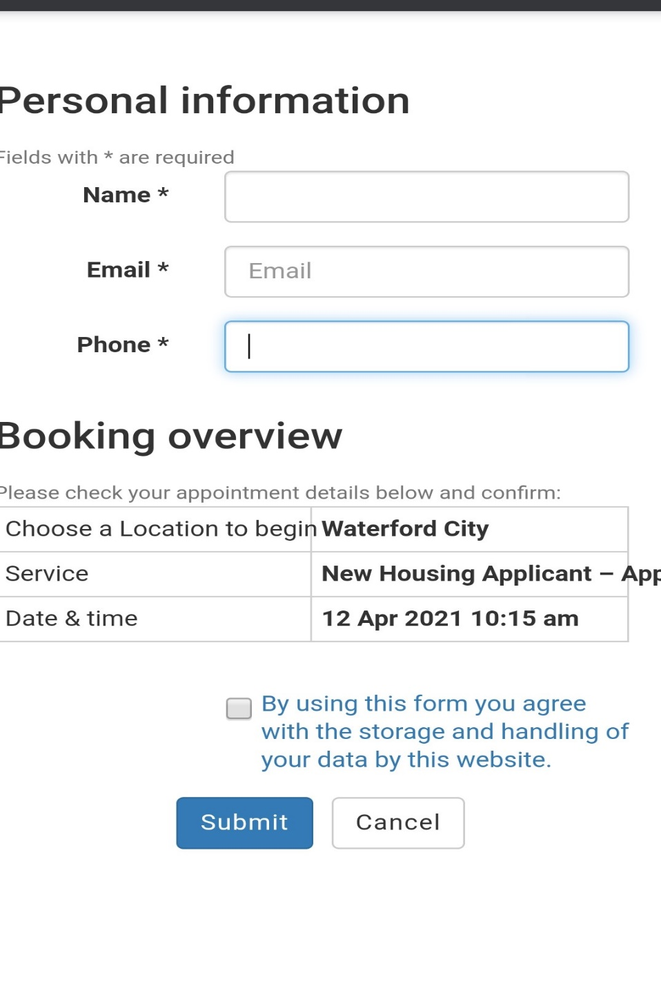 Personal information
Fields with * are required
Name *
Email *
Email
Phone *
Booking overview
Please check your appointment details below and confirm:
Choose a Location to begin Waterford City
Service New Housing Applicant – App
Date & time 12 Apr 2021 10:15 am
By using this form you agree
with the storage and handling of
your data by this website.
Submit Cancel